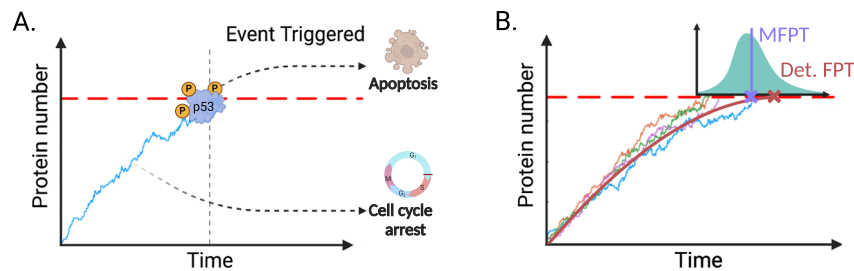 A.
Event Triggered
Apoptosis
P
P
P
p53
Protein number
G1
M
S
G2
Cell cycle
arrest
Time
B.
MFPT
Det. FPT
Protein number
Time